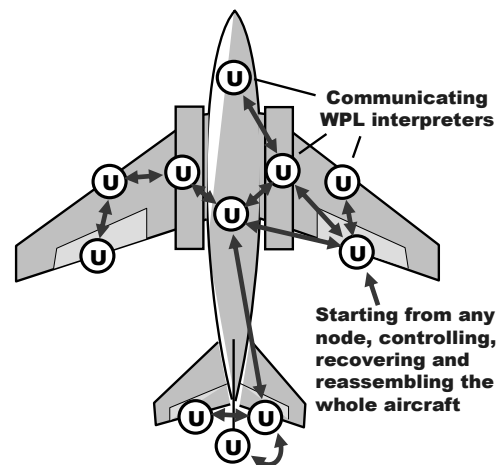 U
Communicating
WPL interpreters
U
U
U
U
U
U
U
Starting from any
node, controlling,
recovering and
reassembling the
whole aircraft
U
U
U